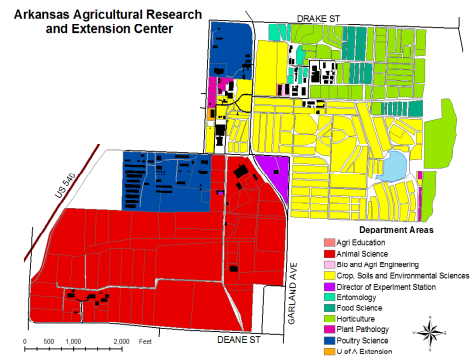 Arkansas Agricultural Research
and Extension Center
DRAKE ST
US 540
GARLAND AVE
DEANE ST
Department Areas
Agri Education
Animal Science
Bio and Agri Engineering
Crop, Soils and Environmental Sciences
Director of Experiment Station
Entomology
Food Science
Horticulture
Plant Pathology
Poultry Science
U of A Extension
0 500 1,000 2,000 Feet